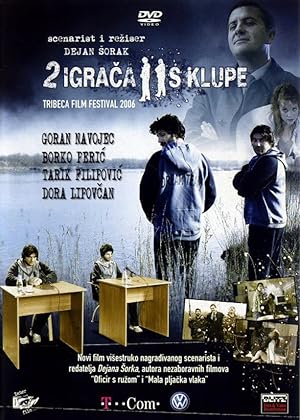 DVD
VIDEO
scenarist i režiser
DEJAN ŠORAK
2 IGRAČA S KLUPE
TRIBECA FILM FESTIVAL 2006
GORAN NAVOJEC
BORKO PERIĆ
TARIK FILIPOVIĆ
DORA LIPOVČAN
Novi film višestruko nagrađivanog scenarista i
redatelja Dejana Šorka, autora nezaboravnih filmova
"Oficir s ružom" i "Mala pljačka vlaka"
T · · Com ·